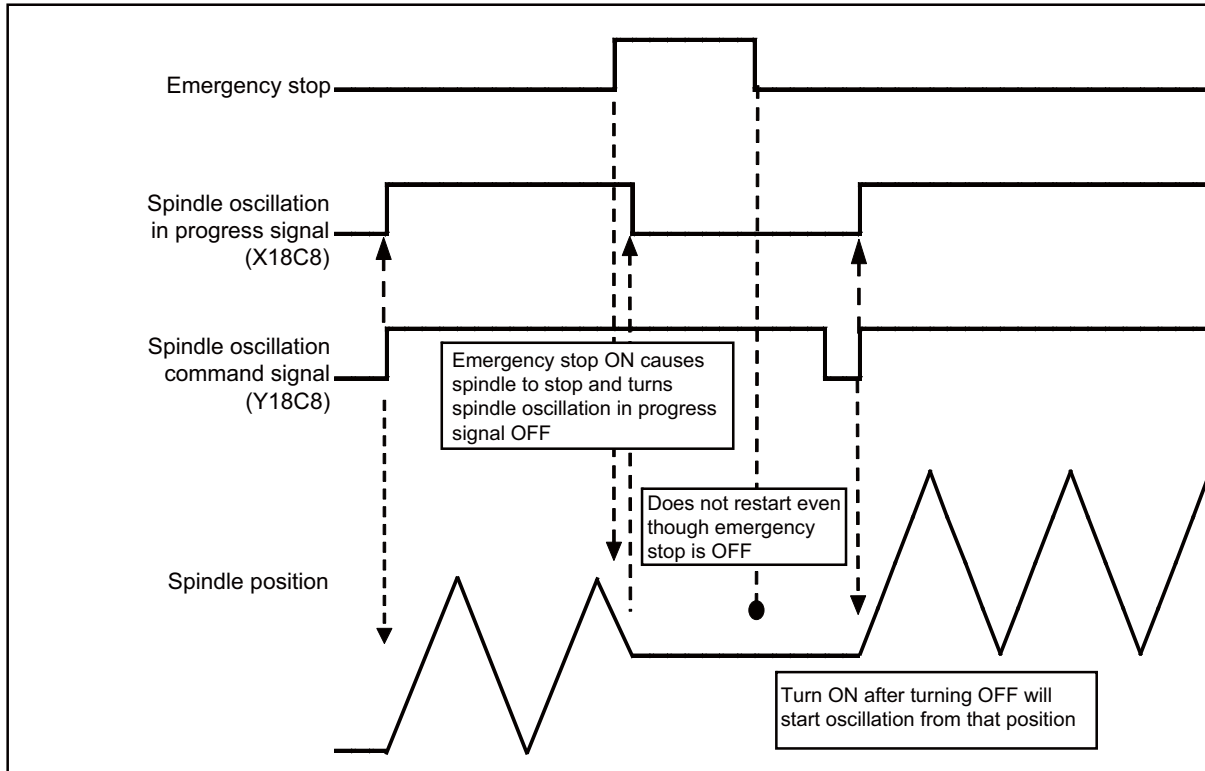 Emergency stop
Spindle oscillation
in progress signal
(X18C8)
Spindle oscillation
command signal
(Y18C8)
Emergency stop ON causes
spindle to stop and turns
spindle oscillation in progress
signal OFF
Does not restart even
though emergency
stop is OFF
Spindle position
Turn ON after turning OFF will
start oscillation from that position